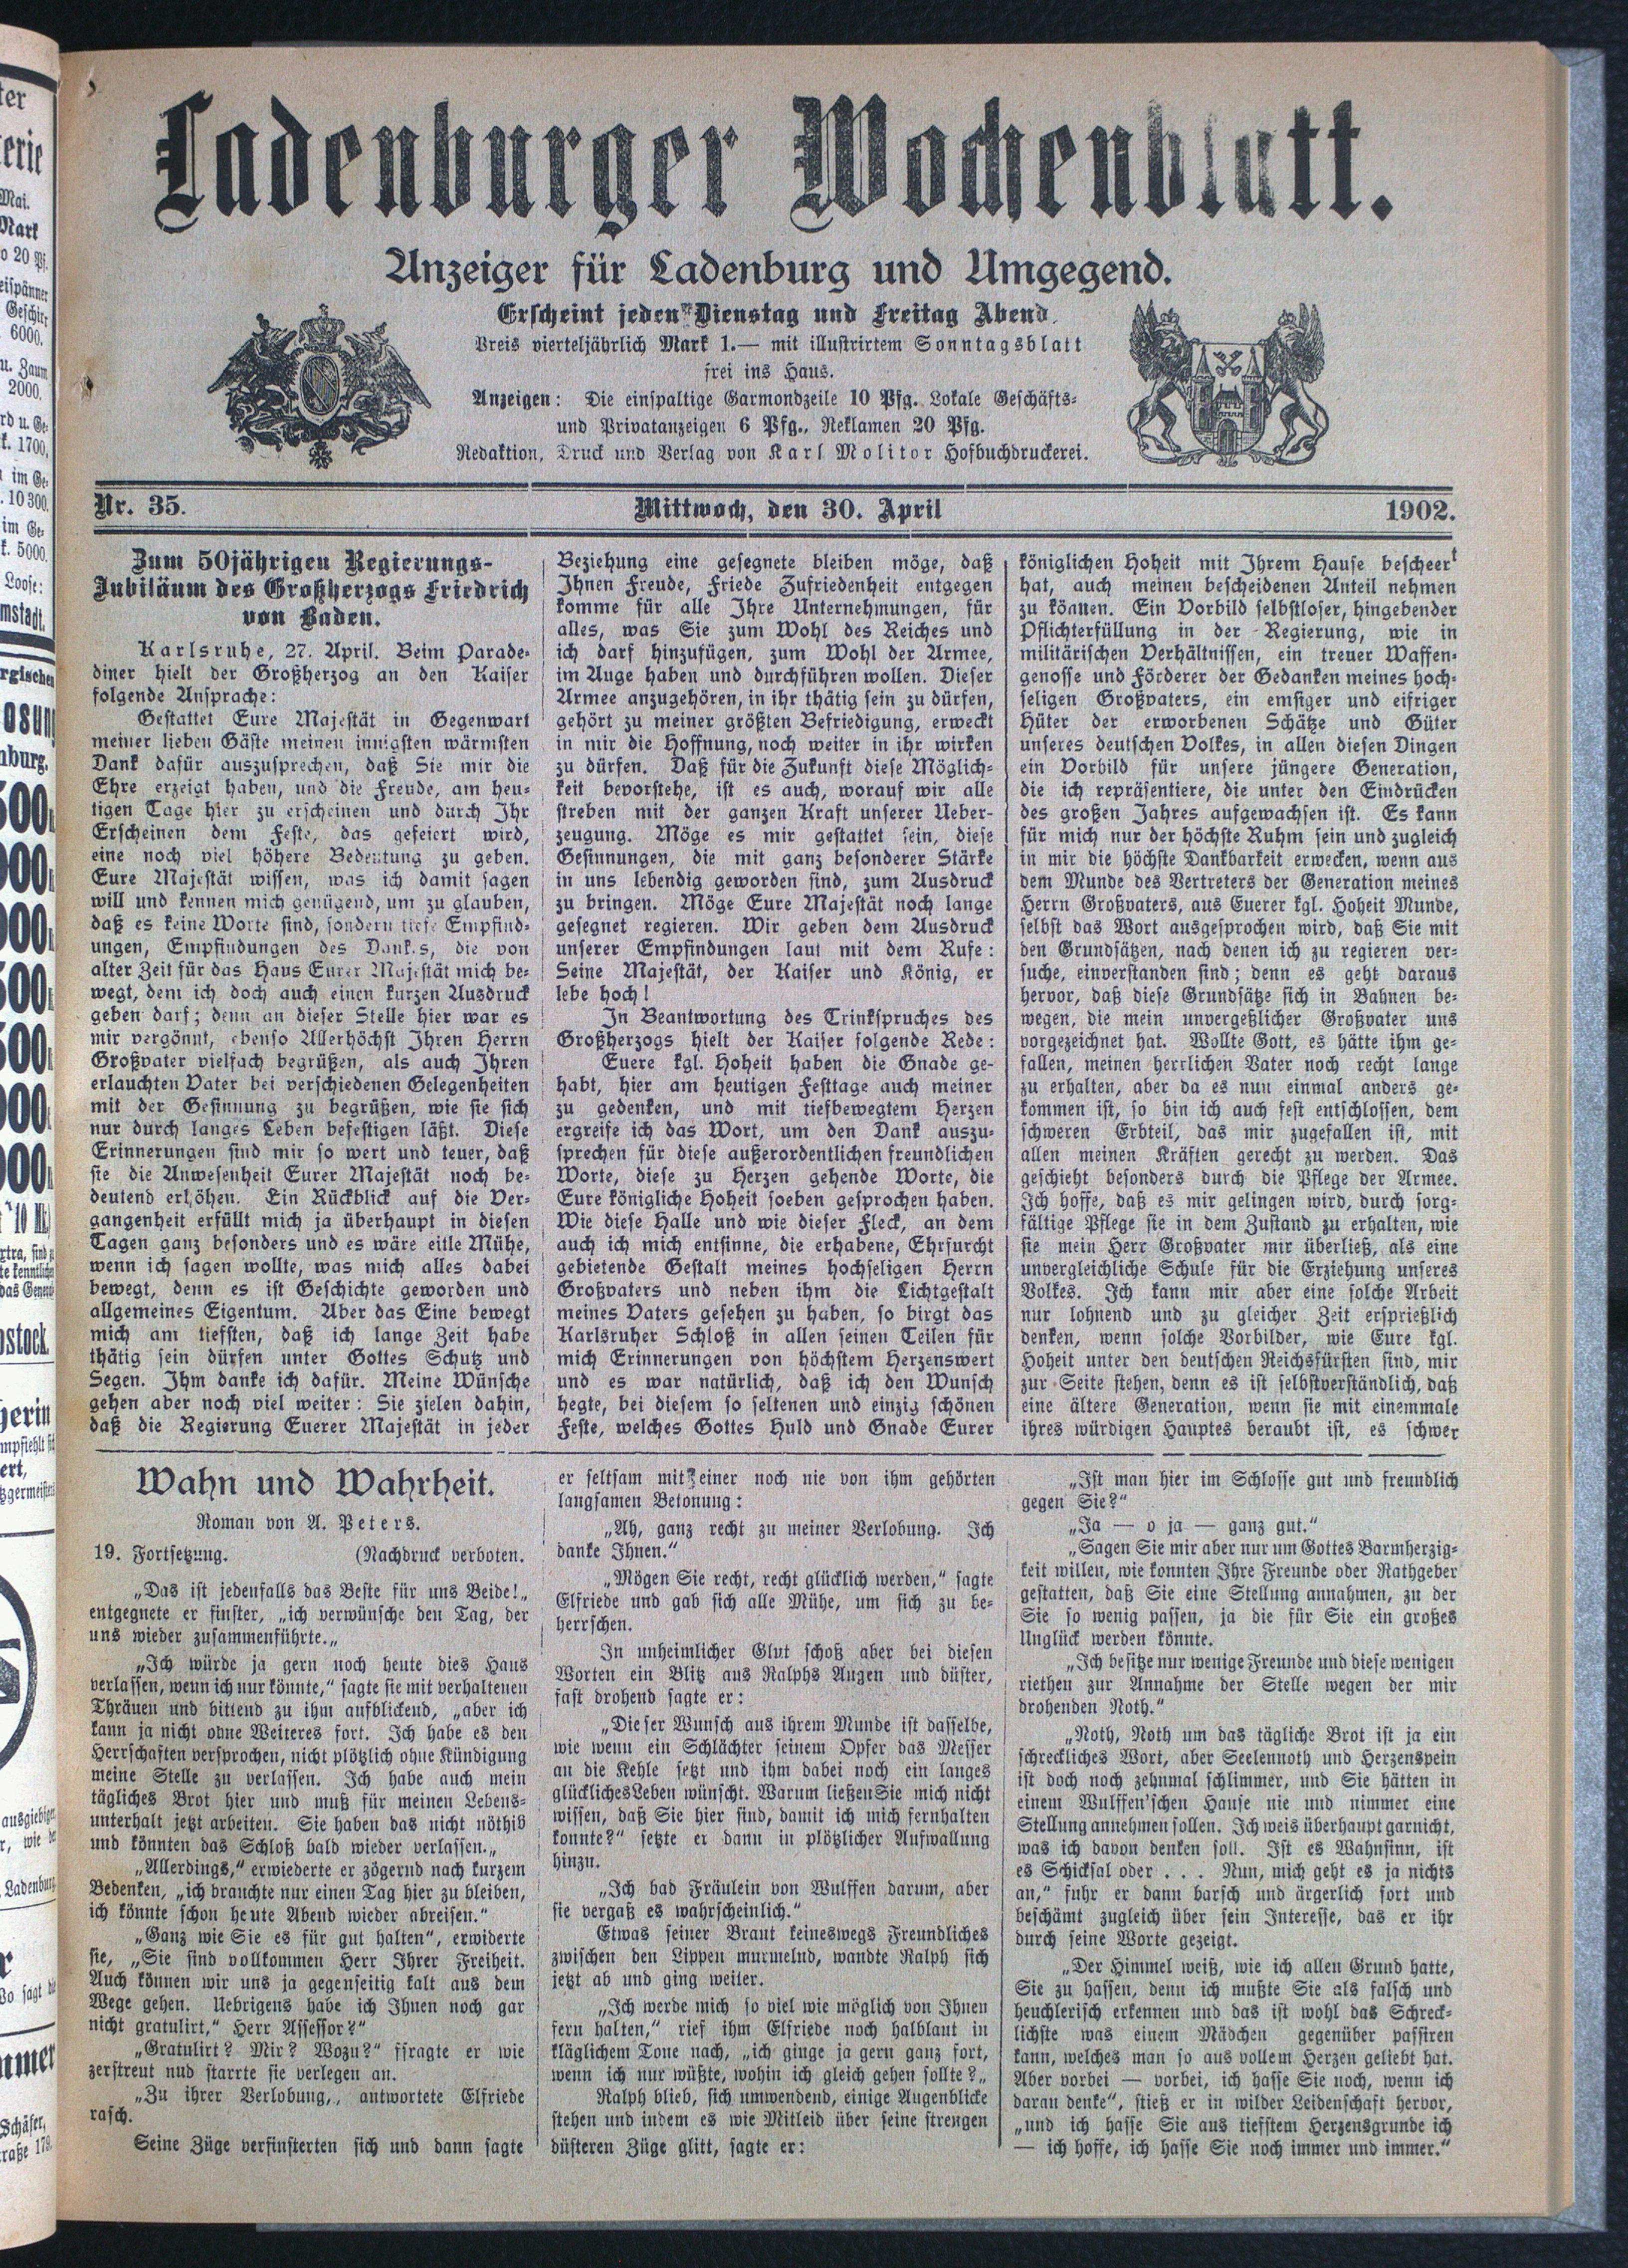 Ladenburger Wochenblatt.
Anzeiger für Ladenburg und Umgegend.
Erscheint jeden Dienstag und Freitag Abend.
Preis vierteljährlich Mark 1.— mit illustrirtem Sonntagsblatt
frei ins Haus.
Anzeigen: Die einspaltige Garmondzeile 10 Pfg. Lokale Geschäfts-
und Privatanzeigen 6 Pfg., Reklamen 20 Pfg.
Redaktion, Druck und Verlag von Karl Molitor Hofbuchdruckerei.
Nr. 35. Mittwoch, den 30. April 1902.
Zum 50jährigen Regierungs-
Jubiläum des Großherzogs Friedrich
von Baden.
Karlsruhe, 27. April. Beim Parade-
diner hielt der Großherzog an den Kaiser
folgende Ansprache:
Gestattet Eure Majestät in Gegenwart
meiner lieben Gäste meinen innigsten wärmsten
Dank dafür auszusprechen, daß Sie mir die
Ehre erzeigt haben, und die Freude, am heu-
tigen Tage hier zu erscheinen und durch Ihr
Erscheinen dem Feste, das gefeiert wird,
eine noch viel höhere Bedeutung zu geben.
Eure Majestät wissen, was ich damit sagen
will und kennen mich genügend, um zu glauben,
daß es keine Worte sind, sondern tiefe Empfind-
ungen, Empfindungen des Dankes, die von
alter Zeit für das Haus Eurer Majestät mich be-
wegt, dem ich doch auch einen kurzen Ausdruck
geben darf; denn an dieser Stelle hier war es
mir vergönnt, ebenso Allerhöchst Ihren Herrn
Großvater vielfach begrüßen, als auch Ihren
erlauchten Vater bei verschiedenen Gelegenheiten
mit der Gesinnung zu begrüßen, wie sie sich
nur durch langes Leben befestigen läßt. Diese
Erinnerungen sind mir so wert und teuer, daß
sie die Anwesenheit Eurer Majestät noch be-
deutend erhöhen. Ein Rückblick auf die Ver-
gangenheit erfüllt mich ja überhaupt in diesen
Tagen ganz besonders und es wäre eitle Mühe,
wenn ich sagen wollte, was mich alles dabei
bewegt, denn es ist Geschichte geworden und
allgemeines Eigentum. Aber das Eine bewegt
mich am tiefsten, daß ich lange Zeit habe
thätig sein dürfen unter Gottes Schutz und
Segen. Ihm danke ich dafür. Meine Wünsche
gehen aber noch viel weiter: Sie zielen dahin,
daß die Regierung Euerer Majestät in jeder
Beziehung eine gesegnete bleiben möge, daß
Ihnen Freude, Friede Zufriedenheit entgegen
komme für alle Ihre Unternehmungen, für
alles, was Sie zum Wohl des Reiches und
ich darf hinzufügen, zum Wohl der Armee,
im Auge haben und durchführen wollen. Dieser
Armee anzugehören, in ihr thätig sein zu dürfen,
gehört zu meiner größten Befriedigung, erweckt
in mir die Hoffnung, noch weiter in ihr wirken
zu dürfen. Daß für die Zukunft diese Möglich-
keit bevorstehe, ist es auch, worauf wir alle
streben mit der ganzen Kraft unserer Ueber-
zeugung. Möge es mir gestattet sein, diese
Gesinnungen, die mit ganz besonderer Stärke
in uns lebendig geworden sind, zum Ausdruck
zu bringen. Möge Eure Majestät noch lange
gesegnet regieren. Wir geben dem Ausdruck
unserer Empfindungen laut mit dem Rufe:
Seine Majestät, der Kaiser und König, er
lebe hoch!
In Beantwortung des Trinkspruches des
Großherzogs hielt der Kaiser folgende Rede:
Euere kgl. Hoheit haben die Gnade ge-
habt, hier am heutigen Festtage auch meiner
zu gedenken, und mit tiefbewegtem Herzen
ergreife ich das Wort, um den Dank auszu-
sprechen für diese außerordentlichen freundlichen
Worte, diese zu Herzen gehende Worte, die
Eure königliche Hoheit soeben gesprochen haben.
Wie diese Halle und wie dieser Fleck, an dem
auch ich mich entsinne, die erhabene, Ehrfurcht
gebietende Gestalt meines hochseligen Herrn
Großvaters und neben ihm die Lichtgestalt
meines Vaters gesehen zu haben, so birgt das
Karlsruher Schloß in allen seinen Teilen für
mich Erinnerungen von höchstem Herzenswert
und es war natürlich, daß ich den Wunsch
hegte, bei diesem so seltenen und einzig schönen
Feste, welches Gottes Huld und Gnade Eurer
königlichen Hoheit mit Ihrem Hause bescheert
hat, auch meinen bescheidenen Anteil nehmen
zu können. Ein Vorbild selbstloser, hingebender
Pflichterfüllung in der Regierung, wie in
militärischen Verhältnissen, ein treuer Waffen-
genosse und Förderer der Gedanken meines hoch-
seligen Großvaters, ein emsiger und eifriger
Hüter der erworbenen Schätze und Güter
unseres deutschen Volkes, in allen diesen Dingen
ein Vorbild für unsere jüngere Generation,
die ich repräsentiere, die unter den Eindrücken
des großen Jahres aufgewachsen ist. Es kann
für mich nur der höchste Ruhm sein und zugleich
in mir die höchste Dankbarkeit erwecken, wenn aus
dem Munde des Vertreters der Generation meines
Herrn Großvaters, aus Euerer kgl. Hoheit Munde,
selbst das Wort ausgesprochen wird, daß Sie mit
den Grundsätzen, nach denen ich zu regieren ver-
suche, einverstanden sind; denn es geht daraus
hervor, daß diese Grundsätze sich in Bahnen be-
wegen, die mein unvergeßlicher Großvater uns
vorgezeichnet hat. Wollte Gott, es hätte ihm ge-
fallen, meinen herrlichen Vater noch recht lange
zu erhalten, aber da es nun einmal anders ge-
kommen ist, so bin ich auch fest entschlossen, dem
schweren Erbteil, das mir zugefallen ist, mit
allen meinen Kräften gerecht zu werden. Das
geschieht besonders durch die Pflege der Armee.
Ich hoffe, daß es mir gelingen wird, durch sorg-
fältige Pflege sie in dem Zustand zu erhalten, wie
sie mein Herr Großvater mir überließ, als eine
unvergleichliche Schule für die Erziehung unseres
Volkes. Ich kann mir aber eine solche Arbeit
nur lohnend und zu gleicher Zeit ersprießlich
denken, wenn solche Vorbilder, wie Eure kgl.
Hoheit unter den deutschen Reichsfürsten sind, mir
zur Seite stehen, denn es ist selbstverständlich, daß
eine ältere Generation, wenn sie mit einemmale
ihres würdigen Hauptes beraubt ist, es schwer
Wahn und Wahrheit.
Roman von A. Peters.
19. Fortsetzung. (Nachdruck verboten.
„Das ist jedenfalls das Beste für uns Beide!„
entgegnete er finster, „ich verwünsche den Tag, der
uns wieder zusammenführte.„
„Ich würde ja gern noch heute dies Haus
verlassen, wenn ich nur könnte,“ sagte sie mit verhaltenen
Thränen und bittend zu ihm aufblickend, „aber ich
kann ja nicht ohne Weiteres fort. Ich habe es den
Herrschaften versprochen, nicht plötzlich ohne Kündigung
meine Stelle zu verlassen. Ich habe auch mein
tägliches Brot hier und muß für meinen Lebens-
unterhalt jetzt arbeiten. Sie haben das nicht nöthig
und könnten das Schloß bald wieder verlassen.„
„Allerdings,“ erwiederte er zögernd nach kurzem
Bedenken, „ich brauchte nur einen Tag hier zu bleiben,
ich könnte schon heute Abend wieder abreisen.“
„Ganz wie Sie es für gut halten“, erwiderte
sie, „Sie sind vollkommen Herr Ihrer Freiheit.
Auch können wir uns ja gegenseitig kalt aus dem
Wege gehen. Uebrigens habe ich Ihnen noch gar
nicht gratulirt,“ Herr Assessor?“
„Gratulirt? Mir? Wozu?“ ffragte er wie
zerstreut nud starrte sie verlegen an.
„Zu ihrer Verlobung,, antwortete Elfriede
rasch.
Seine Züge verfinsterten sich und dann sagte
er seltsam mit einer noch nie von ihm gehörten
langsamen Betonung:
„Ah, ganz recht zu meiner Verlobung. Ich
danke Ihnen.“
„Mögen Sie recht, recht glücklich werden,“ sagte
Elfriede und gab sich alle Mühe, um sich zu be-
herrschen.
In unheimlicher Glut schoß aber bei diesen
Worten ein Blitz aus Ralphs Augen und düster,
fast drohend sagte er:
„Dieser Wunsch aus ihrem Munde ist dasselbe,
wie wenn ein Schlächter seinem Opfer das Messer
an die Kehle setzt und ihm dabei noch ein langes
glückliches Leben wünscht. Warum ließen Sie mich nicht
wissen, daß Sie hier sind, damit ich mich fernhalten
konnte?“ setzte er dann in plötzlicher Aufwallung
hinzu.
„Ich bad Fräulein von Wulffen darum, aber
sie vergaß es wahrscheinlich.“
Etwas seiner Braut keineswegs Freundliches
zwischen den Lippen murmelnd, wandte Ralph sich
jetzt ab und ging weiter.
„Ich werde mich so viel wie möglich von Ihnen
fern halten,“ rief ihm Elfriede noch halblaut in
kläglichem Tone nach, „ich ginge ja gern ganz fort,
wenn ich nur wüßte, wohin ich gleich gehen sollte?„
Ralph blieb, sich umwendend, einige Augenblicke
stehen und indem es wie Mitleid über seine strengen
düsteren Züge glitt, sagte er:
„Ist man hier im Schlosse gut und freundlich
gegen Sie?“
„Ja — o ja — ganz gut.“
„Sagen Sie mir aber nur um Gottes Barmherzig-
keit willen, wie konnten Ihre Freunde oder Rathgeber
gestatten, daß Sie eine Stellung annahmen, zu der
Sie so wenig passen, ja die für Sie ein großes
Unglück werden könnte.
„Ich besitze nur wenige Freunde und diese wenigen
riethen zur Annahme der Stelle wegen der mir
drohenden Noth.“
„Noth, Noth um das tägliche Brot ist ja ein
schreckliches Wort, aber Seelennoth und Herzenspein
ist doch noch zehnmal schlimmer, und Sie hätten in
einem Wulffen'schen Hause nie und nimmer eine
Stellung annehmen sollen. Ich weis überhaupt garnicht,
was ich davon denken soll. Ist es Wahnsinn, ist
es Schicksal oder . . . Nun, mich geht es ja nichts
an,“ fuhr er dann barsch und ärgerlich fort und
beschämt zugleich über sein Interesse, das er ihr
durch seine Worte gezeigt.
„Der Himmel weiß, wie ich allen Grund hatte,
Sie zu hassen, denn ich mußte Sie als falsch und
heuchlerisch erkennen und das ist wohl das Schreck-
lichste was einem Mädchen gegenüber passiren
kann, welches man so aus vollem Herzen geliebt hat.
Aber vorbei — vorbei, ich hasse Sie noch, wenn ich
daran denke“, stieß er in wilder Leidenschaft hervor,
„und ich hasse Sie aus tiefstem Herzensgrunde ich
— ich hoffe, ich hasse Sie noch immer und immer.“